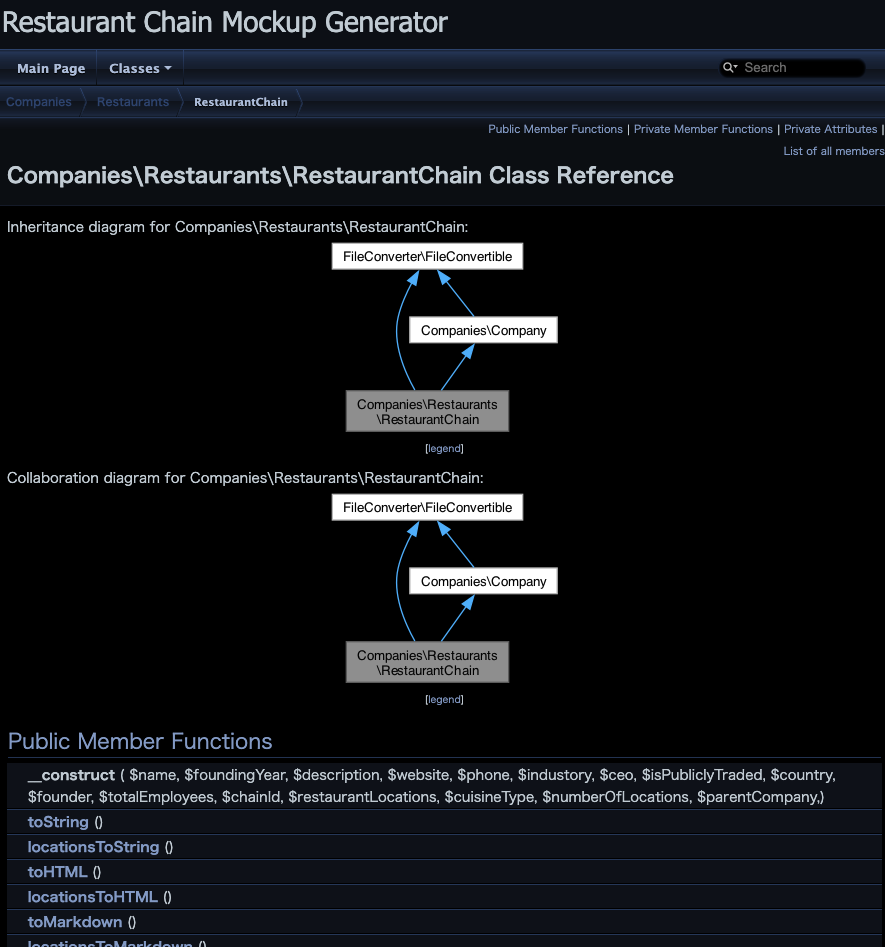 Restaurant Chain Mockup Generator
Main Page Classes Search
Companies Restaurants RestaurantChain
Public Member Functions | Private Member Functions | Private Attributes |
List of all members
Companies\Restaurants\RestaurantChain Class Reference
Inheritance diagram for Companies\Restaurants\RestaurantChain:
FileConverter\FileConvertible
Companies\Company
Companies\Restaurants
\RestaurantChain
[legend]
Collaboration diagram for Companies\Restaurants\RestaurantChain:
FileConverter\FileConvertible
Companies\Company
Companies\Restaurants
\RestaurantChain
[legend]
Public Member Functions
__construct ( $name, $foundingYear, $description, $website, $phone, $industory, $ceo, $isPubliclyTraded, $country,
$founder, $totalEmployees, $chainId, $restaurantLocations, $cuisineType, $numberOfLocations, $parentCompany,)
toString ()
locationsToString ()
toHTML ()
locationsToHTML ()
toMarkdown ()
locationsToMarkdown ()